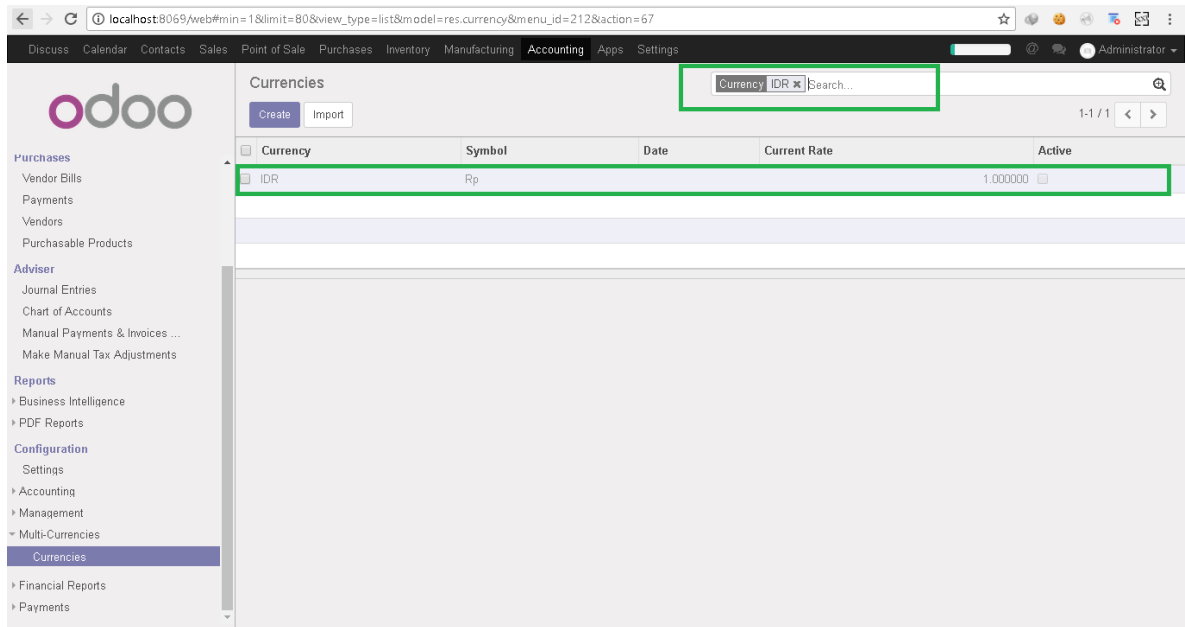 localhost:8069/web#min=1&limit=80&view_type=list&model=res.currency&menu_id=212&action=67
Discuss Calendar Contacts Sales Point of Sale Purchases Inventory Manufacturing Accounting Apps Settings @ Administrator
odoo
Currencies
Currency IDR × Search...
Create Import
1-1 / 1
Currency Symbol Date Current Rate Active
IDR Rp 1.000000
Purchases
Vendor Bills
Payments
Vendors
Purchasable Products
Adviser
Journal Entries
Chart of Accounts
Manual Payments & Invoices ...
Make Manual Tax Adjustments
Reports
Business Intelligence
PDF Reports
Configuration
Settings
Accounting
Management
Multi-Currencies
Currencies
Financial Reports
Payments